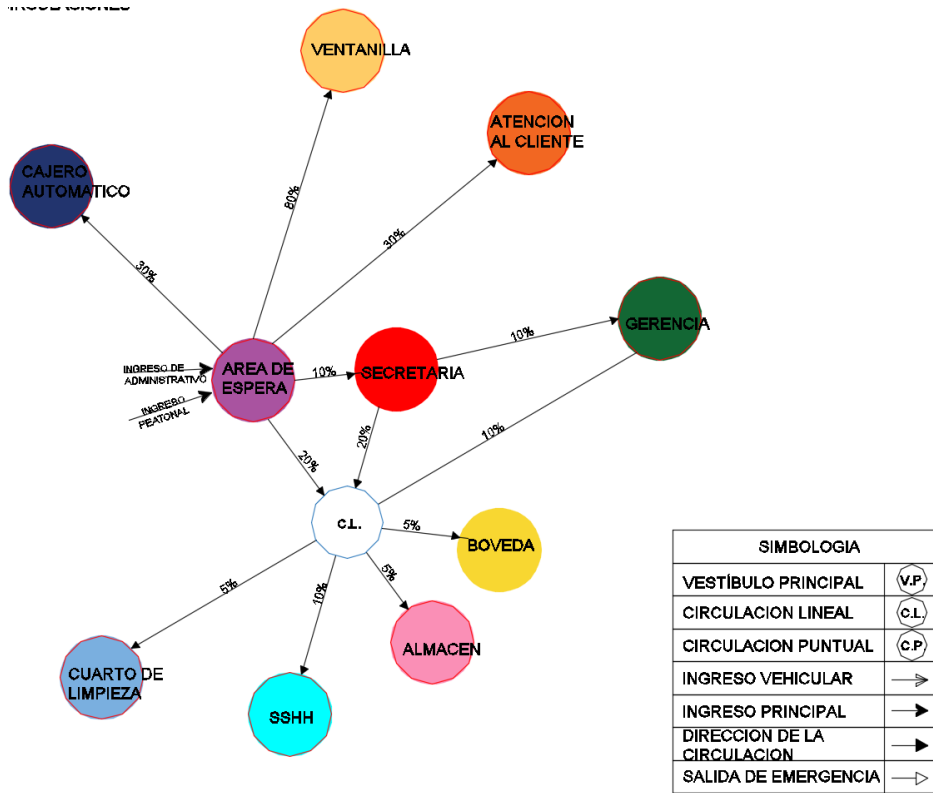 VENTANILLA
ATENCION
AL CLIENTE
CAJERO
AUTOMATICO
80%
30%
30%
GERENCIA
10%
INGRESO DE
ADMINISTRATIVO
AREA DE
ESPERA
10%
SECRETARIA
INGRESO
PEATONAL
20%
20%
10%
C.L.
5%
BOVEDA
5%
10%
5%
ALMACEN
CUARTO DE
LIMPIEZA
SSHH
SIMBOLOGIA
VESTÍBULO PRINCIPAL
V.P.
CIRCULACION LINEAL
C.L.
CIRCULACION PUNTUAL
C.P
INGRESO VEHICULAR
INGRESO PRINCIPAL
DIRECCION DE LA
CIRCULACION
SALIDA DE EMERGENCIA